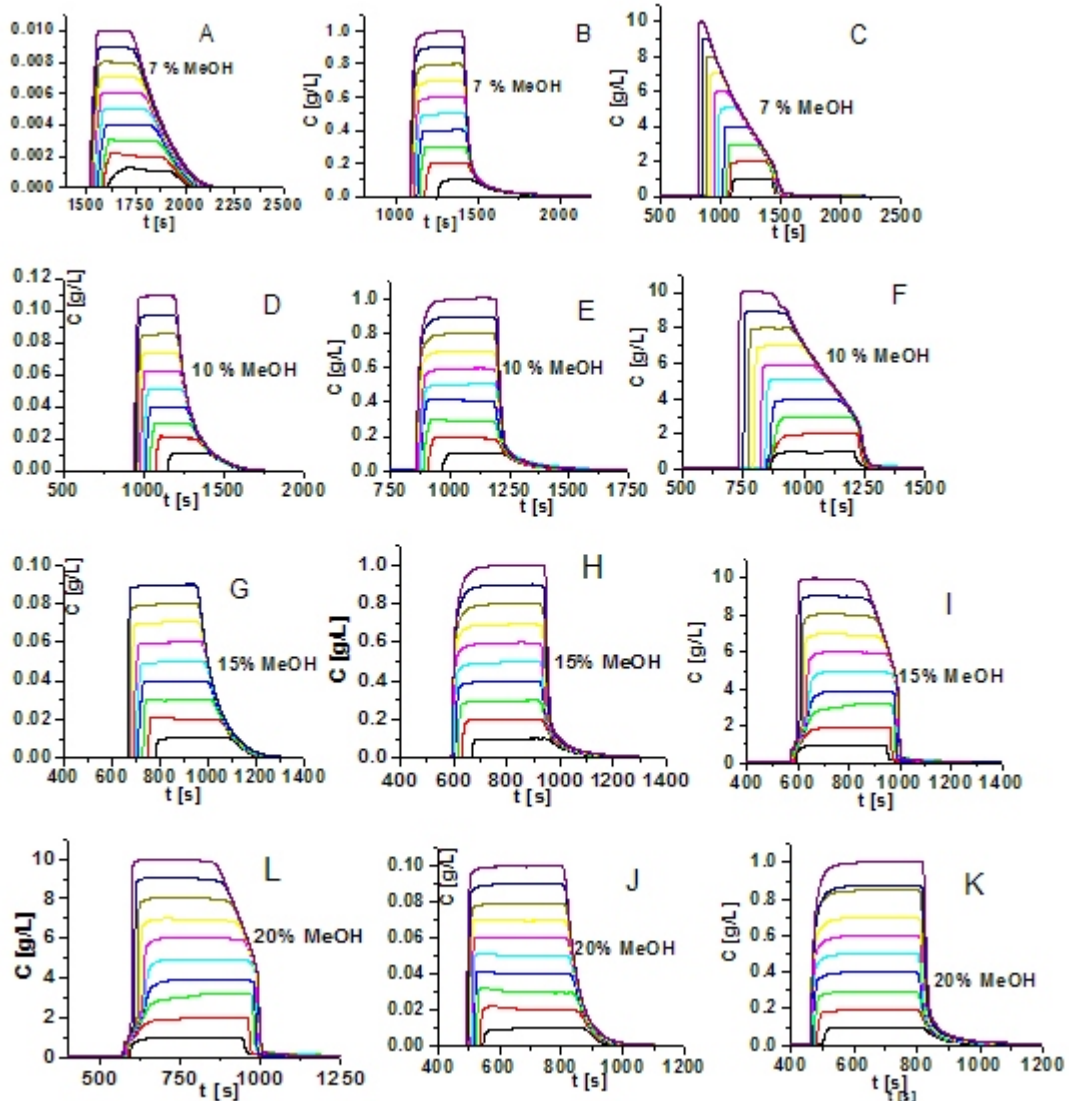 A
7 % MeOH
C [g/L]
0.010
0.008
0.006
0.004
0.002
0.000
1500 1750 2000 2250 2500
t [s]
B
7 % MeOH
C [g/L]
1.0
0.8
0.6
0.4
0.2
0.0
1000 1400 2000
t [s]
C
7 % MeOH
C [g/L]
10
8
6
4
2
0
500 1000 1500 2000 2500
t [s]
D
10 % MeOH
C [g/L]
0.12
0.10
0.08
0.06
0.04
0.02
0.00
500 1000 1500 2000
t [s]
E
10 % MeOH
C [g/L]
1.0
0.8
0.6
0.4
0.2
0.0
750 1000 1250 1500 1750
t [s]
F
10 % MeOH
C [g/L]
10
8
6
4
2
0
500 750 1000 1250 1500
t [s]
G
15% MeOH
C [g/L]
0.10
0.08
0.06
0.04
0.02
0.00
400 600 800 1000 1200 1400
t [s]
H
15% MeOH
C [g/L]
1.0
0.8
0.6
0.4
0.2
0.0
400 600 800 1000 1200 1400
t [s]
I
15% MeOH
C [g/L]
10
8
6
4
2
0
400 600 800 1000 1200 1400
t [s]
L
20% MeOH
C [g/L]
10
8
6
4
2
0
500 750 1000 1250
t [s]
J
20% MeOH
C [g/L]
0.10
0.08
0.06
0.04
0.02
0.00
400 600 800 1000 1200
t [s]
K
20% MeOH
C [g/L]
1.0
0.8
0.6
0.4
0.2
0.0
400 600 800 1000 1200
t [s]
t [s]